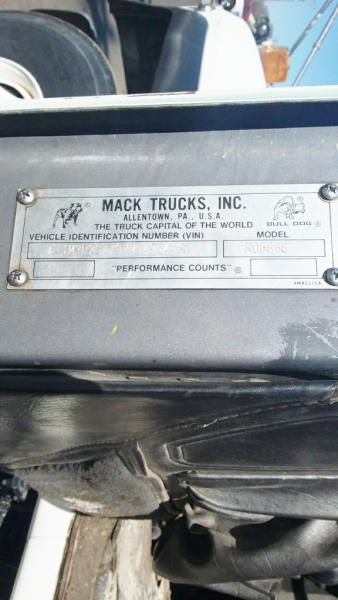 MACK TRUCKS, INC.
ALLENTOWN, PA., U.S.A.
THE TRUCK CAPITAL OF THE WORLD
BULL DOG ®
VEHICLE IDENTIFICATION NUMBER (VIN) MODEL
"PERFORMANCE COUNTS" ®